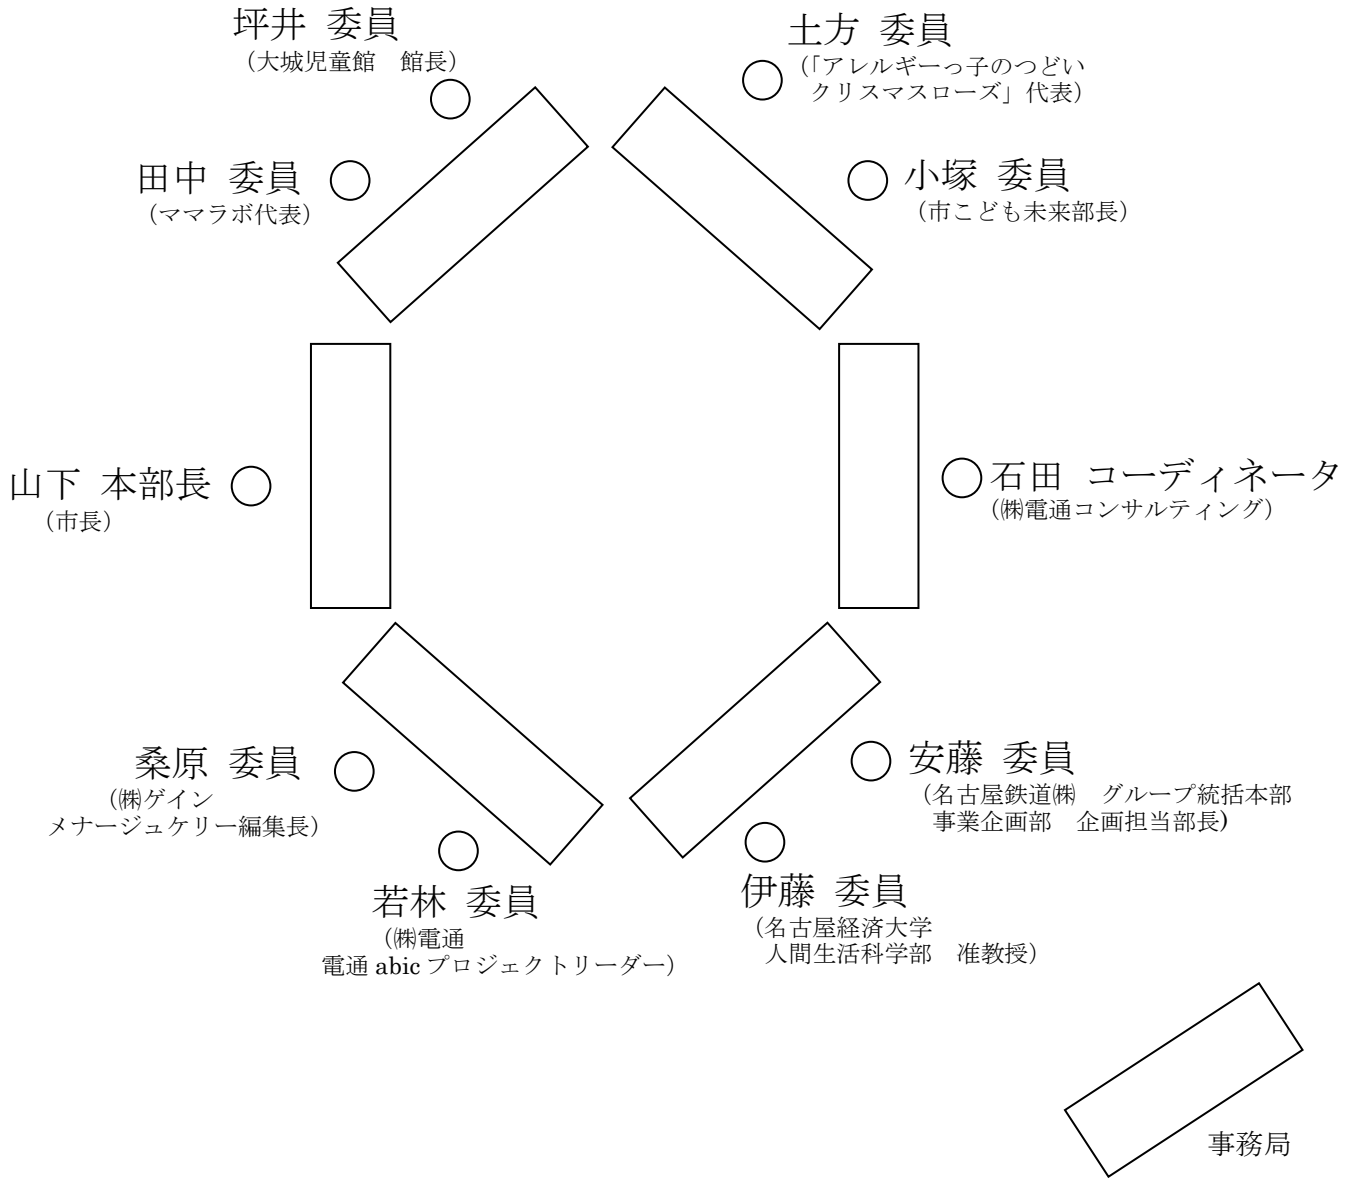 坪井 委員
（大城児童館　館長）
土方 委員
（「アレルギーっ子のつどい
クリスマスローズ」代表）
田中 委員
（ママラボ代表）
小塚 委員
（市こども未来部長）
山下 本部長
（市長）
石田 コーディネータ
（㈱電通コンサルティング）
桑原 委員
（㈱ゲイン
メナージュケリー編集長）
安藤 委員
（名古屋鉄道㈱　グループ統括本部
事業企画部　企画担当部長)
若林 委員
（㈱電通
電通 abic プロジェクトリーダー）
伊藤 委員
（名古屋経済大学
人間生活科学部　准教授）
事務局